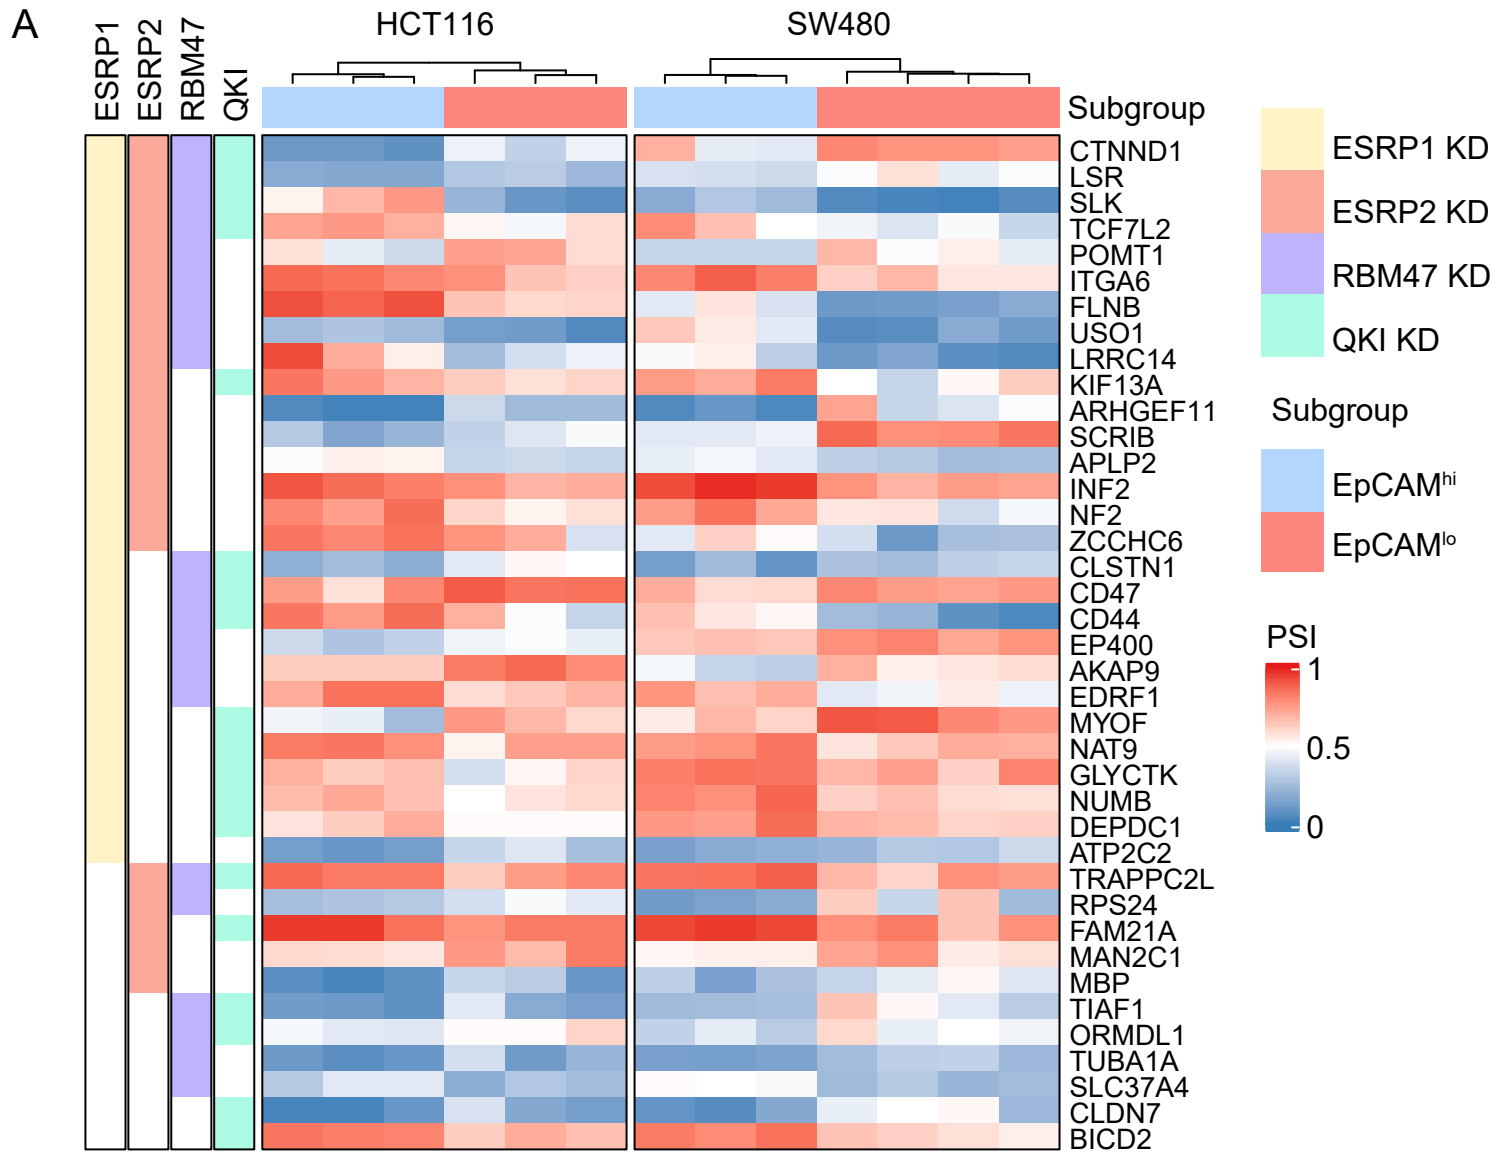 A
HCT116
SW480
ESRP1
ESRP2
RBM47
QKI
Subgroup
CTNND1
LSR
SLK
TCF7L2
POMT1
ITGA6
FLNB
USO1
LRRC14
KIF13A
ARHGEF11
SCRIB
APLP2
INF2
NF2
ZCCHC6
CLSTN1
CD47
CD44
EP400
AKAP9
EDRF1
MYOF
NAT9
GLYCTK
NUMB
DEPDC1
ATP2C2
TRAPPC2L
RPS24
FAM21A
MAN2C1
MBP
TIAF1
ORMDL1
TUBA1A
SLC37A4
CLDN7
BICD2
ESRP1 KD
ESRP2 KD
RBM47 KD
QKI KD
Subgroup
EpCAMhi
EpCAMlo
PSI
1
0.5
0